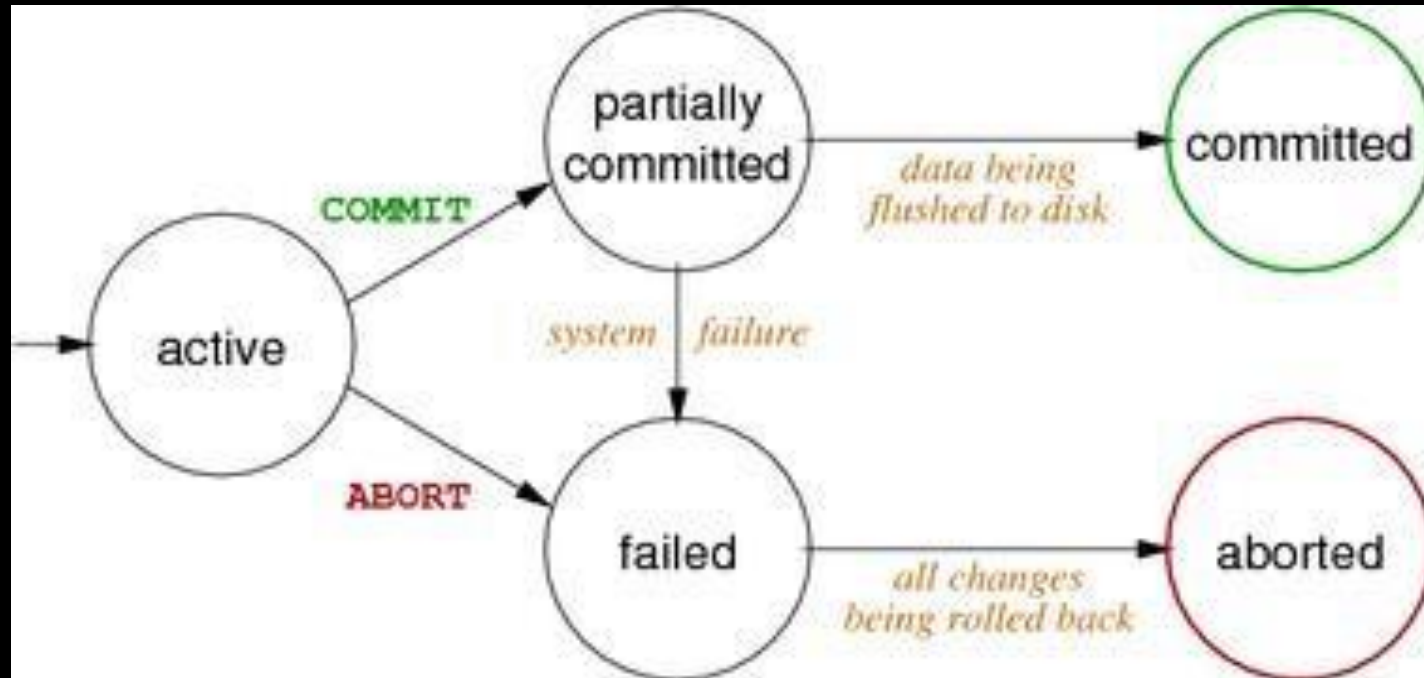 partially
committed
committed
data being
flushed to disk
COMMIT
active
system failure
ABORT
failed
aborted
all changes
being rolled back